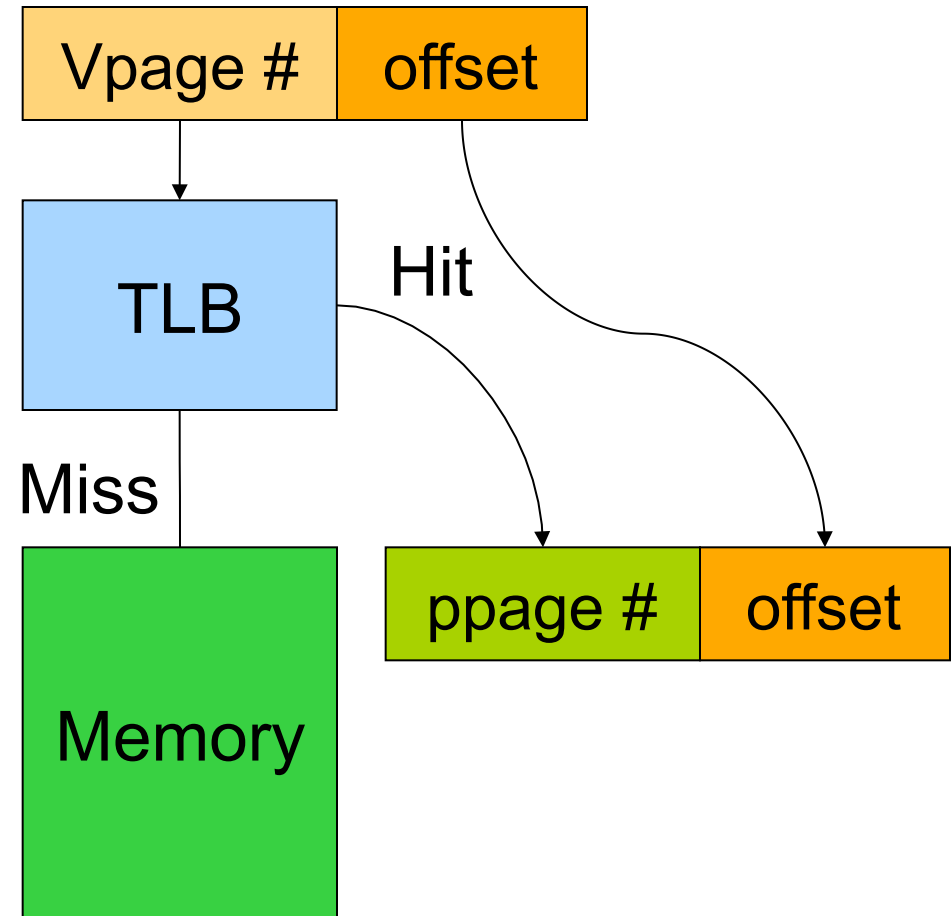 Vpage # offset
Hit
TLB
Miss
ppage # offset
Memory